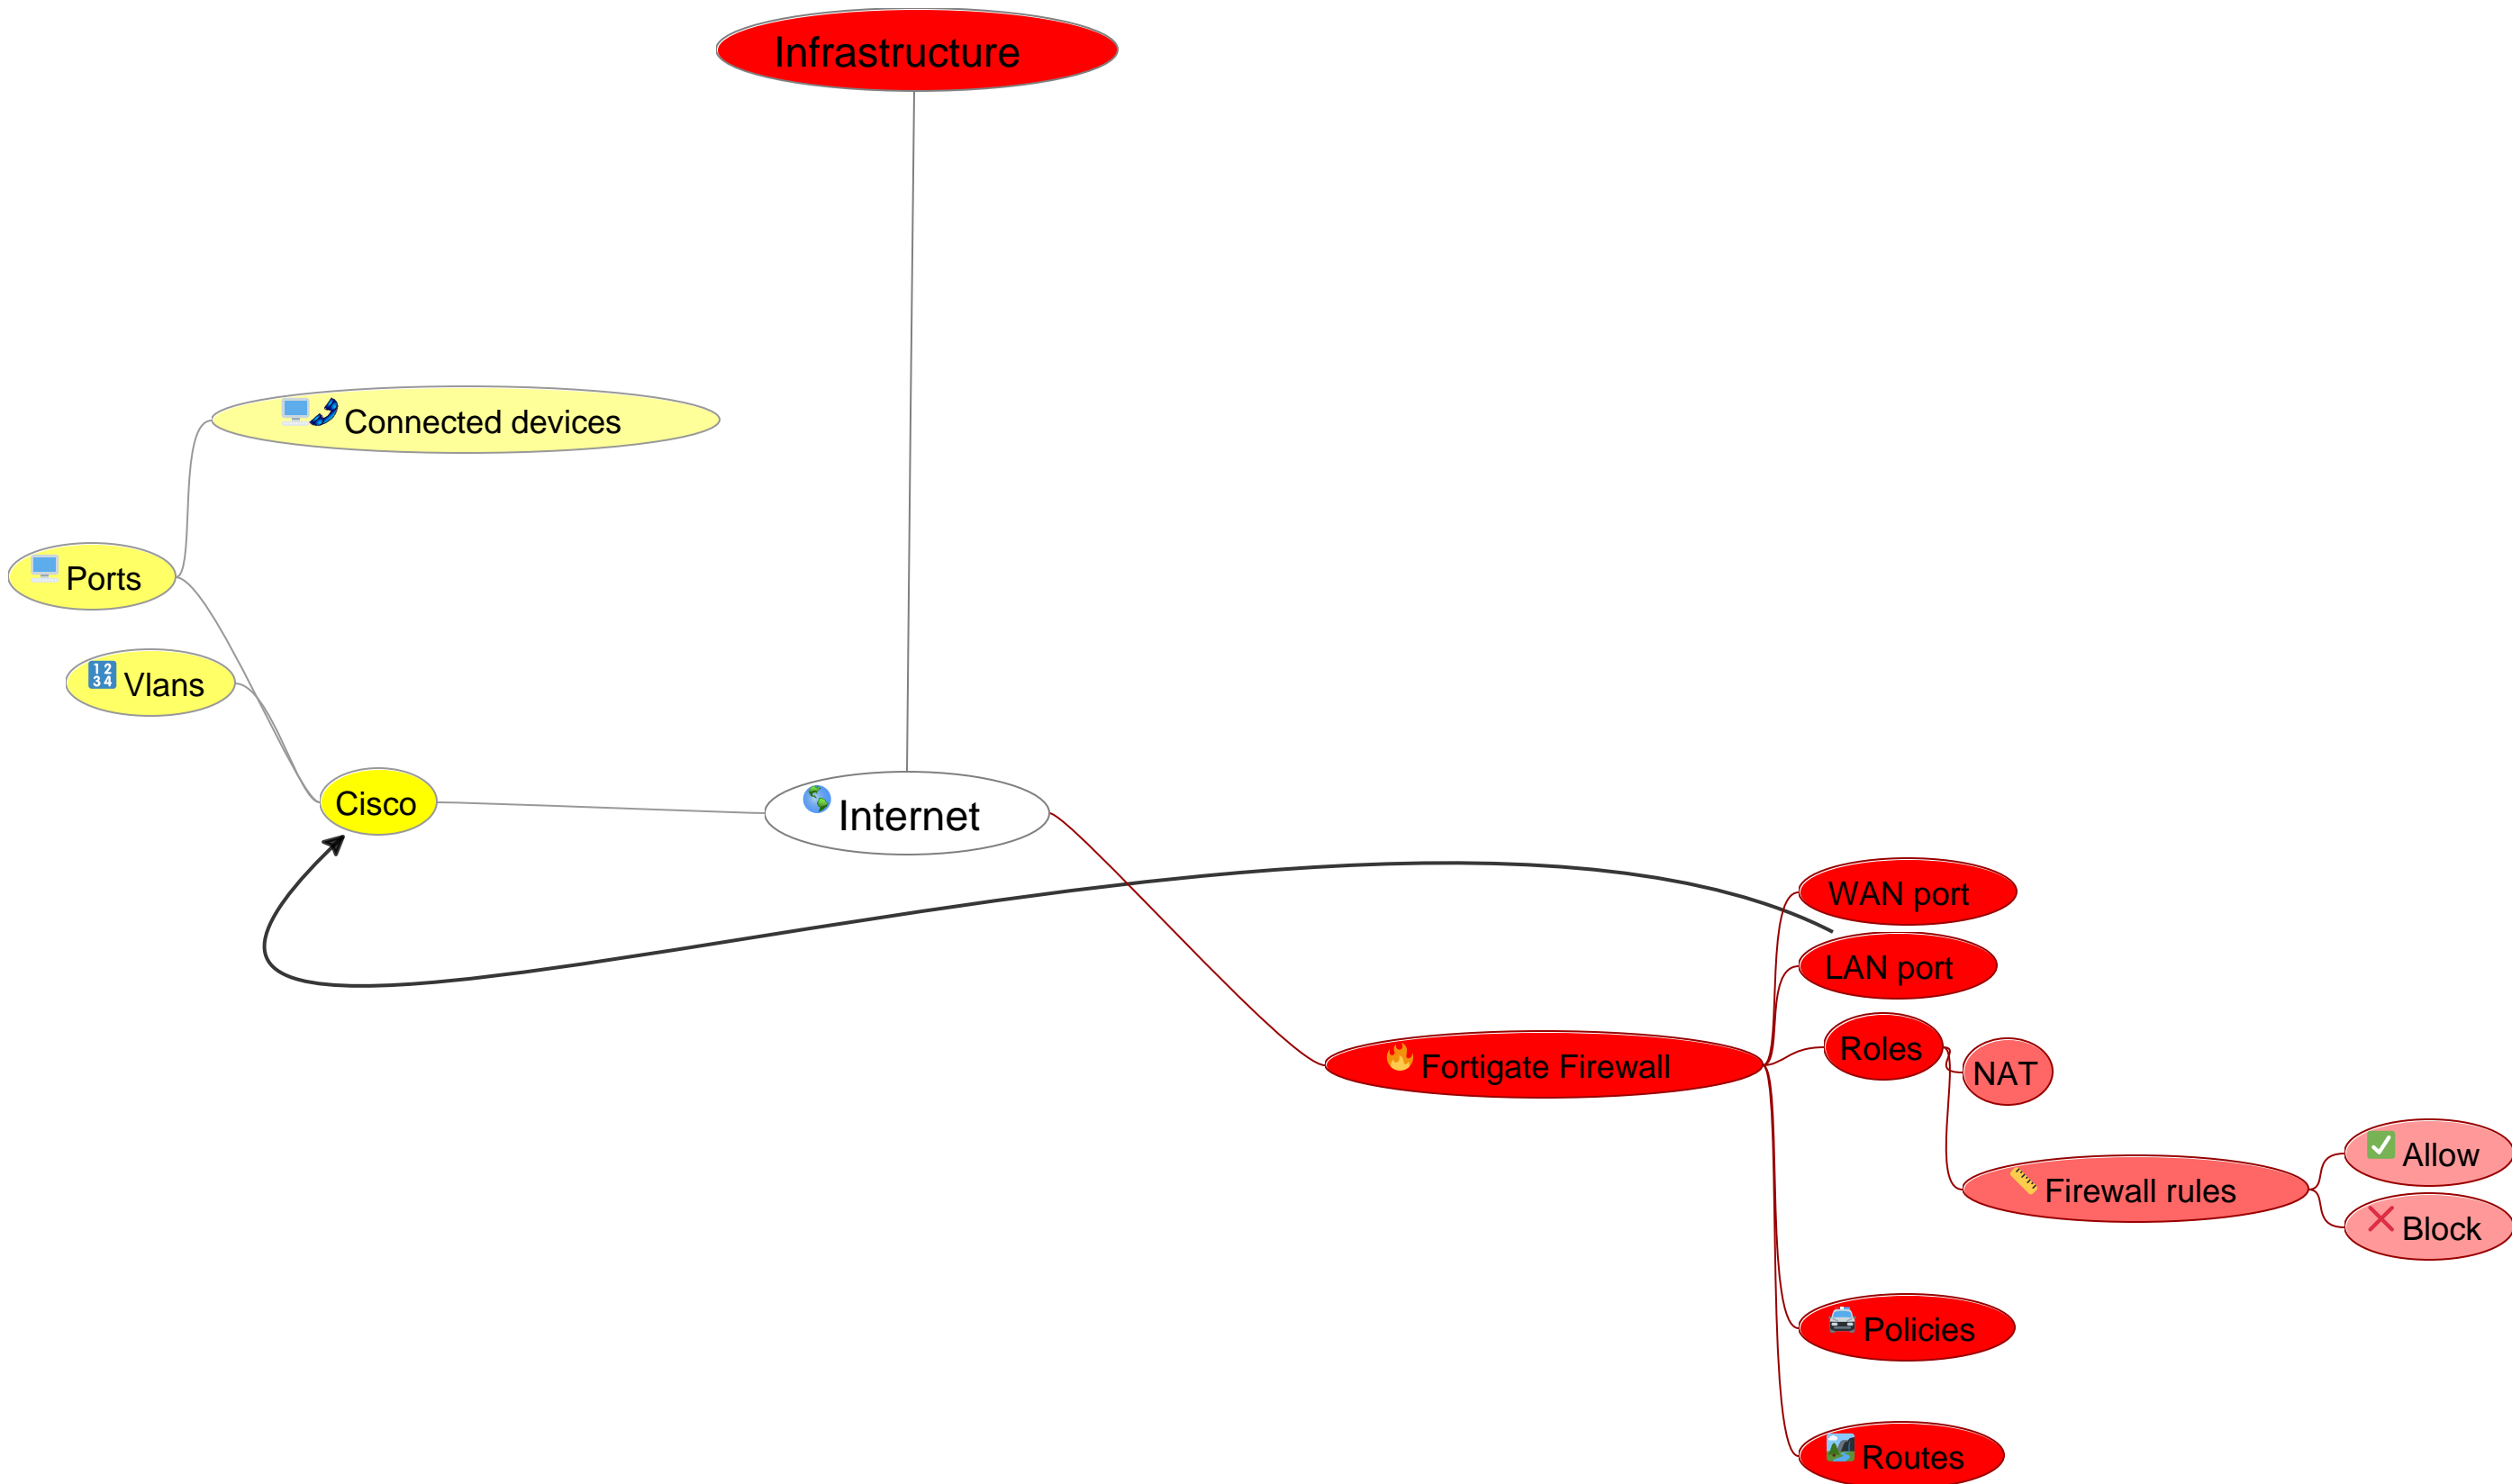 Infrastructure
Connected devices
Ports
Vlans
Cisco
Internet
WAN port
LAN port
Roles
Fortigate Firewall
NAT
Allow
Firewall rules
Block
Policies
Routes